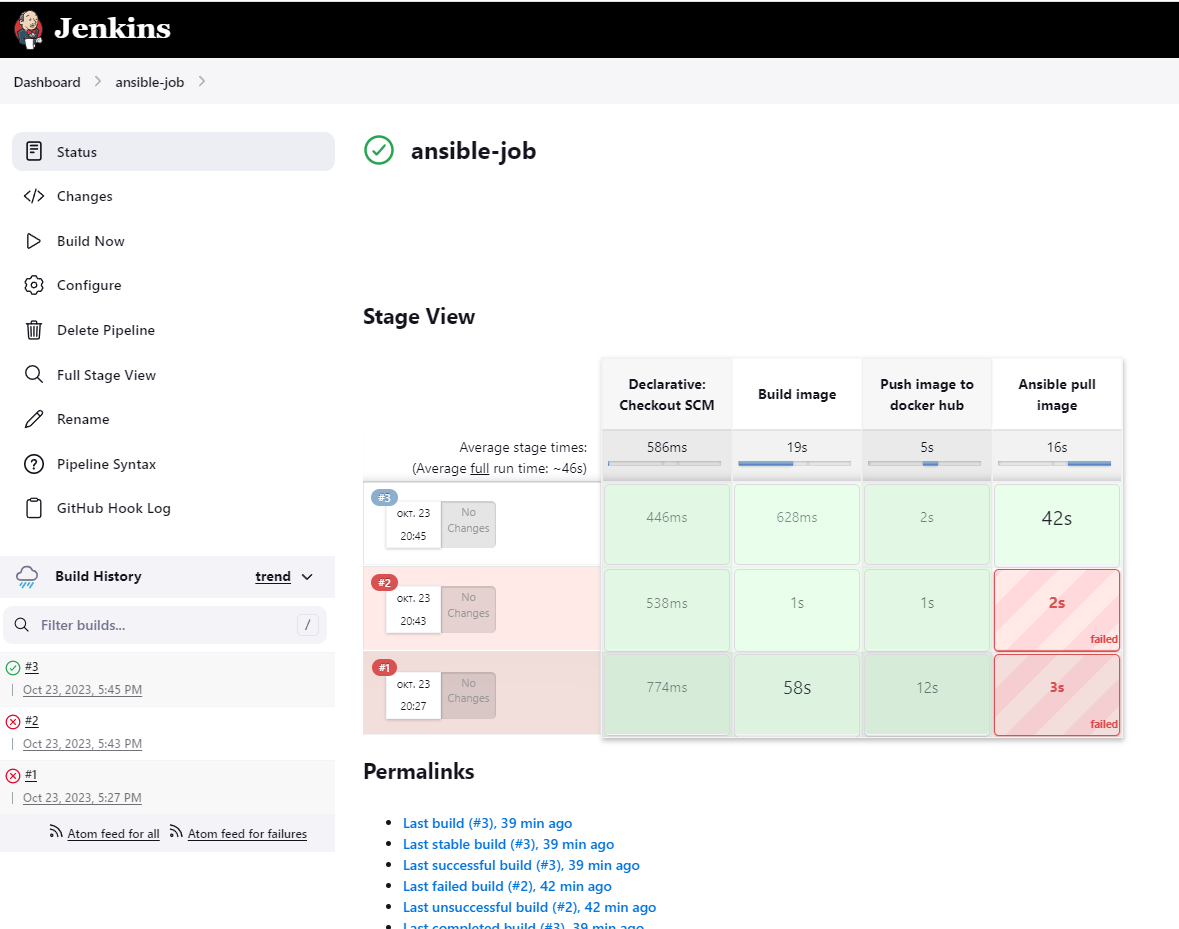 Jenkins
Dashboard
ansible-job
Status
Changes
Build Now
Configure
Delete Pipeline
Full Stage View
Rename
Pipeline Syntax
GitHub Hook Log
Build History
trend
Filter builds...
/
#3
Oct 23, 2023, 5:45 PM
#2
Oct 23, 2023, 5:43 PM
#1
Oct 23, 2023, 5:27 PM
Atom feed for all
Atom feed for failures
ansible-job
Stage View
Declarative:
Checkout SCM
Build image
Push image to
docker hub
Ansible pull
image
Average stage times:
(Average full run time: ~46s)
586ms
19s
5s
16s
#3
окт. 23
20:45
No
Changes
446ms
628ms
2s
42s
#2
окт. 23
20:43
No
Changes
538ms
1s
1s
2s
failed
#1
окт. 23
20:27
No
Changes
774ms
58s
12s
3s
failed
Permalinks
Last build (#3), 39 min ago
Last stable build (#3), 39 min ago
Last successful build (#3), 39 min ago
Last failed build (#2), 42 min ago
Last unsuccessful build (#2), 42 min ago
Last completed build (#3), 39 min ago